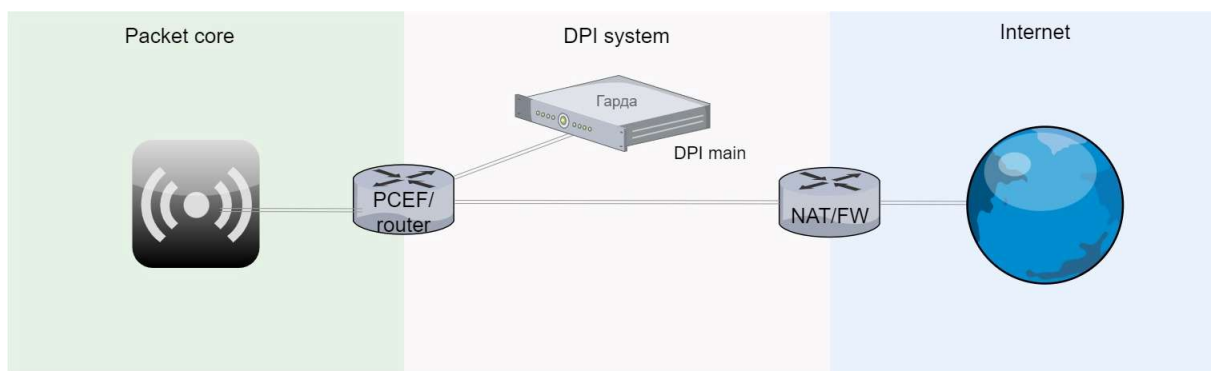 Packet core
DPI system
Internet
Гарда
DPI main
PCEF/
router
NAT/FW